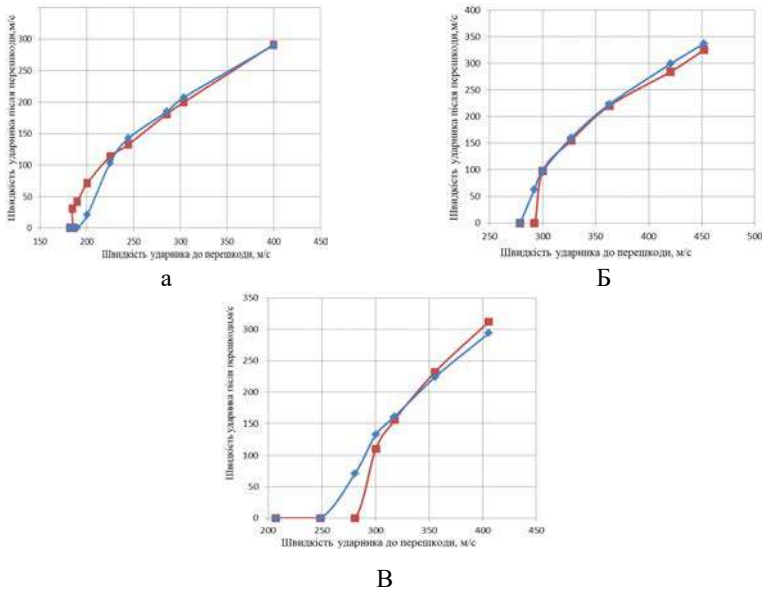 Швидкість ударника після перешкоди,м/с
300
250
200
150
100
50
0
150 200 250 300 350 400 450
Швидкість ударника до перешкоди, м/с
а
Швидкість ударника після перешкоди,м/с
400
350
300
250
200
150
100
50
0
250 300 350 400 450 500
Швидкість ударника до перешкоди, м/с
Б
Швидкість ударника після перешкоди,м/с
350
300
250
200
150
100
50
0
200 250 300 350 400 450
Швидкість ударника до перешкоди, м/с
В